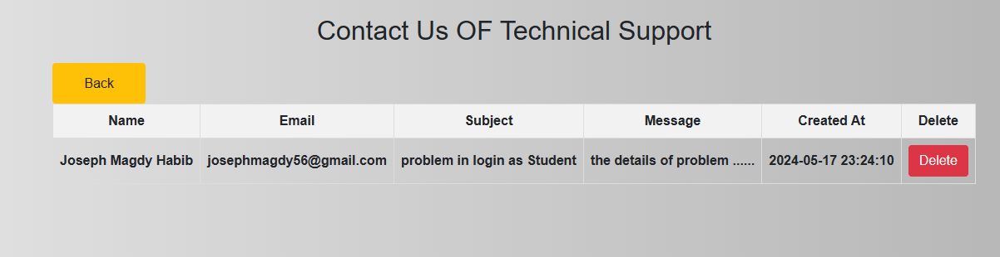 Contact Us OF Technical Support
Back
Name Email Subject Message Created At Delete
Joseph Magdy Habib josephmagdy56@gmail.com problem in login as Student the details of problem ...... 2024-05-17 23:24:10 Delete